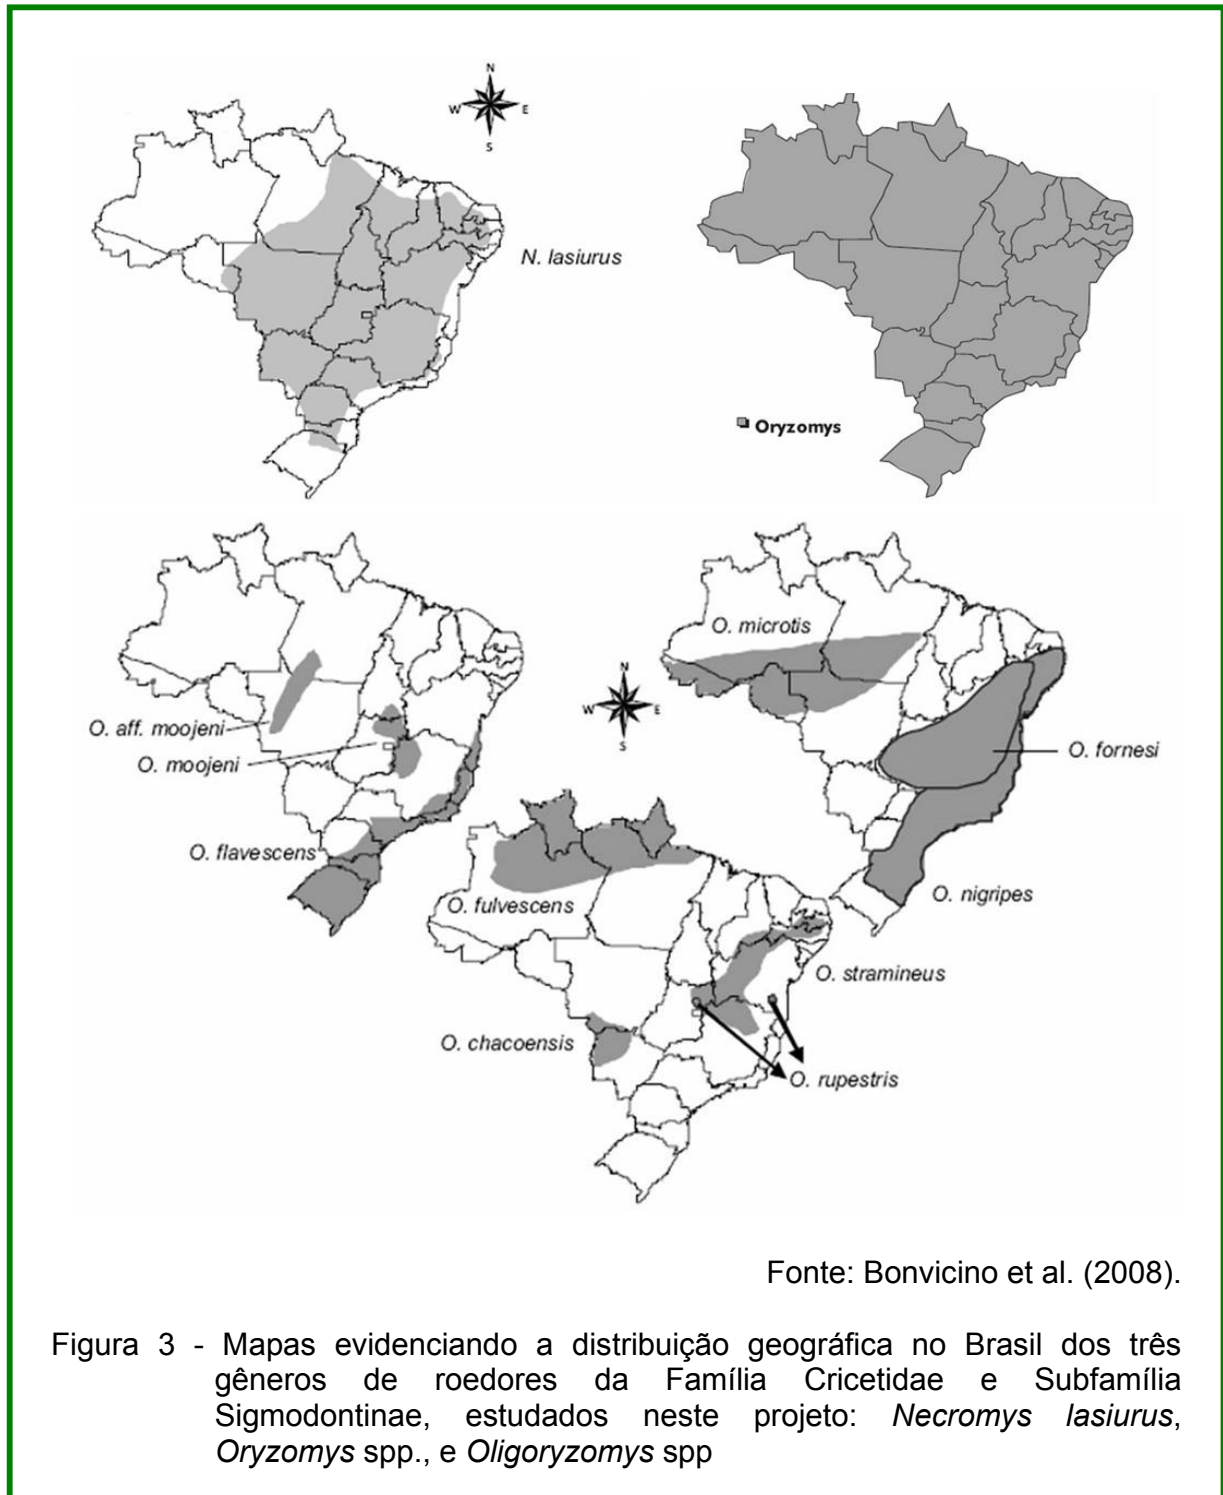 N
W E
S
N. lasiurus
Oryzomys
O. microtis
O. aff. moojeni
O. moojeni
N
W E
S
O. fornesi
O. flavescens
O. fulvescens
O. nigripes
O. stramineus
O. chacoensis
O. rupestris
Fonte: Bonvicino et al. (2008).
Figura 3 - Mapas evidenciando a distribuição geográfica no Brasil dos três
gêneros de roedores da Família Cricetidae e Subfamília
Sigmodontinae, estudados neste projeto: Necromys lasiurus,
Oryzomys spp., e Oligoryzomys spp